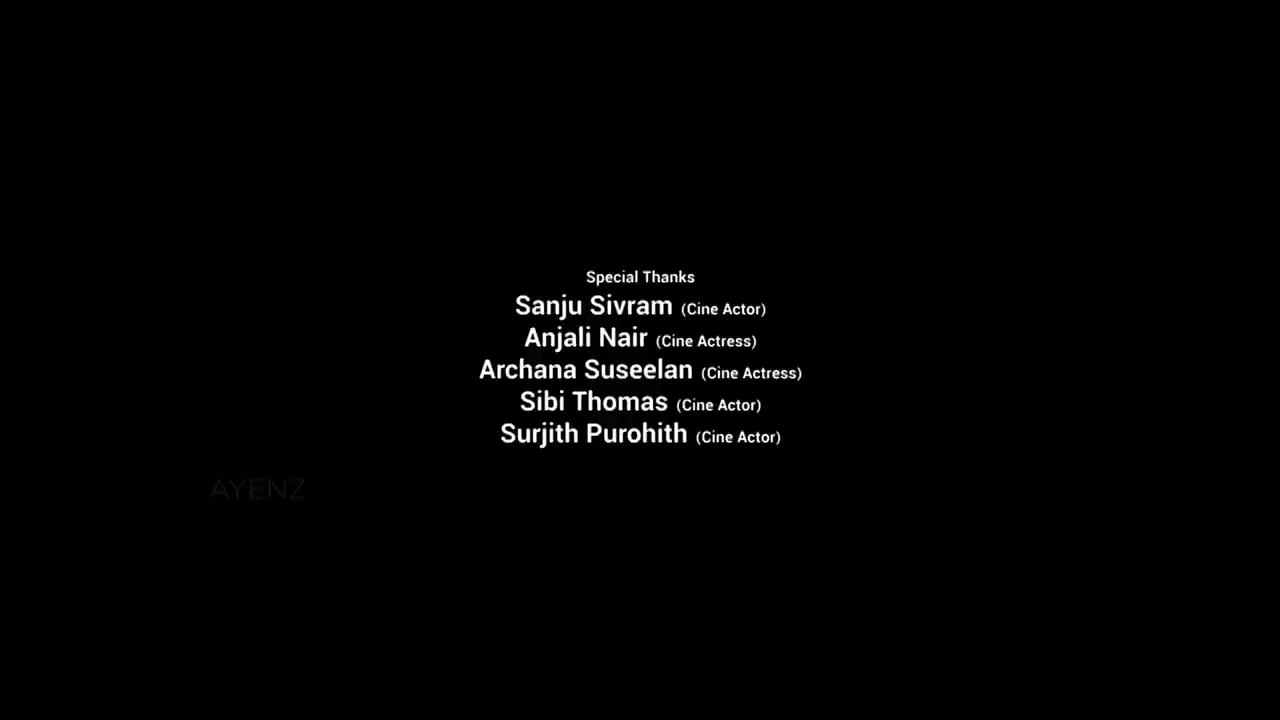 Special Thanks
Sanju Sivram (Cine Actor)
Anjali Nair (Cine Actress)
Archana Suseelan (Cine Actress)
Sibi Thomas (Cine Actor)
Surjith Purohith (Cine Actor)
AYENZ